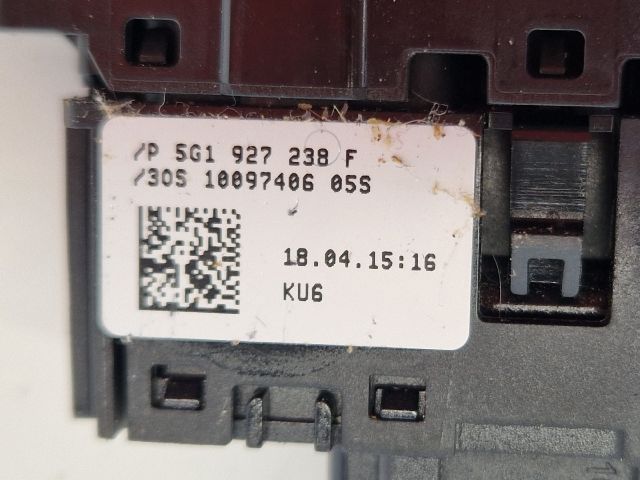 /P 5G1 927 238 F
/30S 10097406 05S
18.04.15:16
KU6